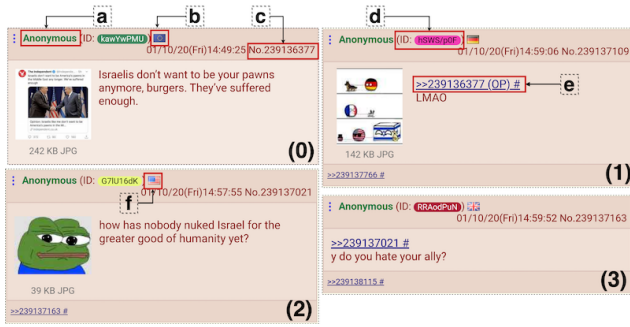 a
b
c
Anonymous (ID: kawYwPMU)
01/10/20(Fri)14:49:25 No.239136377
Israelis don't want to be your pawns
anymore, burgers. They've suffered
enough.
242 KB JPG
(0)
d
Anonymous (ID: hSWS/p0F)
01/10/20(Fri)14:59:06 No.239137109
>>239136377 (OP) #
e
LMAO
142 KB JPG
>>239137766 #
(1)
Anonymous (ID: G7IU16dK)
f
01/10/20(Fri)14:57:55 No.239137021
how has nobody nuked Israel for the
greater good of humanity yet?
39 KB JPG
>>239137163 #
(2)
Anonymous (ID: RRAodPuN)
01/10/20(Fri)14:59:52 No.239137163
>>239137021 #
y do you hate your ally?
>>239138115 #
(3)